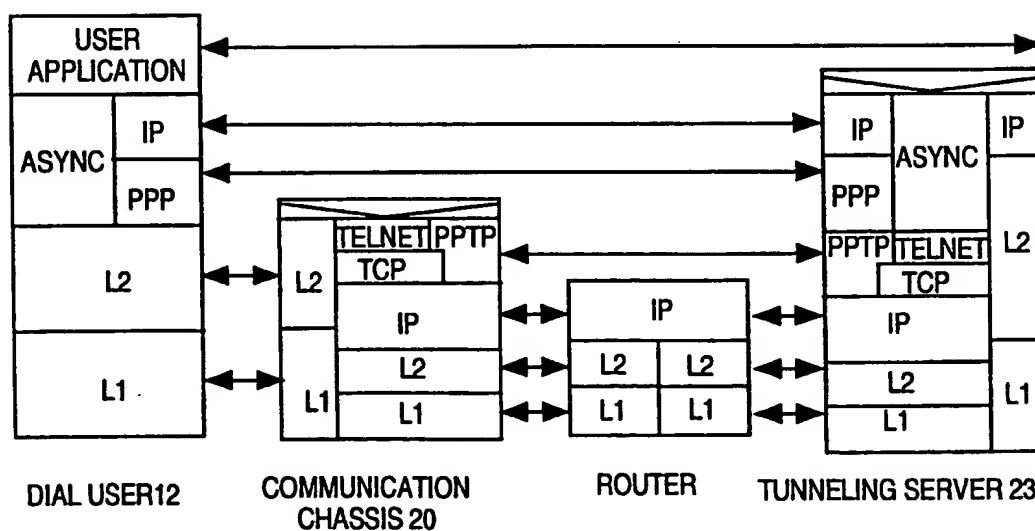 USER
APPLICATION
ASYNC
IP
PPP
L2
L1
DIAL USER12
TELNET
PPTP
TCP
L2
IP
L2
L1
L1
COMMUNICATION
CHASSIS 20
IP
L2
L2
L1
L1
ROUTER
IP
ASYNC
IP
PPP
PPTP
TELNET
TCP
L2
IP
L2
L1
L1
TUNNELING SERVER 23